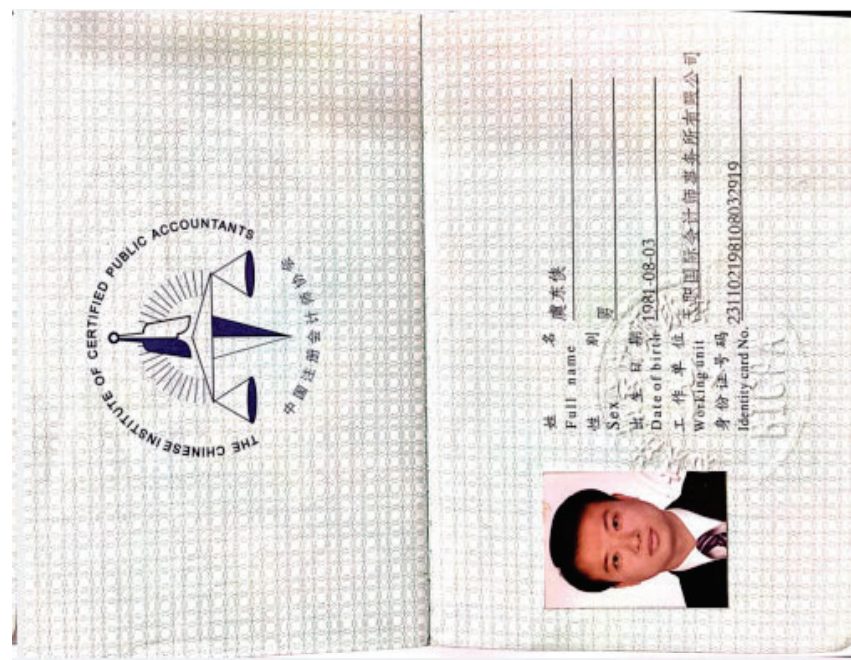 THE CHINESE INSTITUTE OF CERTIFIED PUBLIC ACCOUNTANTS
中国注册会计师协会
姓 名 虞东侠
Full name
性 别 男
Sex
出 生 日 期 1981-08-03
Date of birth
工 作 单 位 国际会计师事务所有限公司
Working unit
身份证号码 231102198108032919
Identity card No.